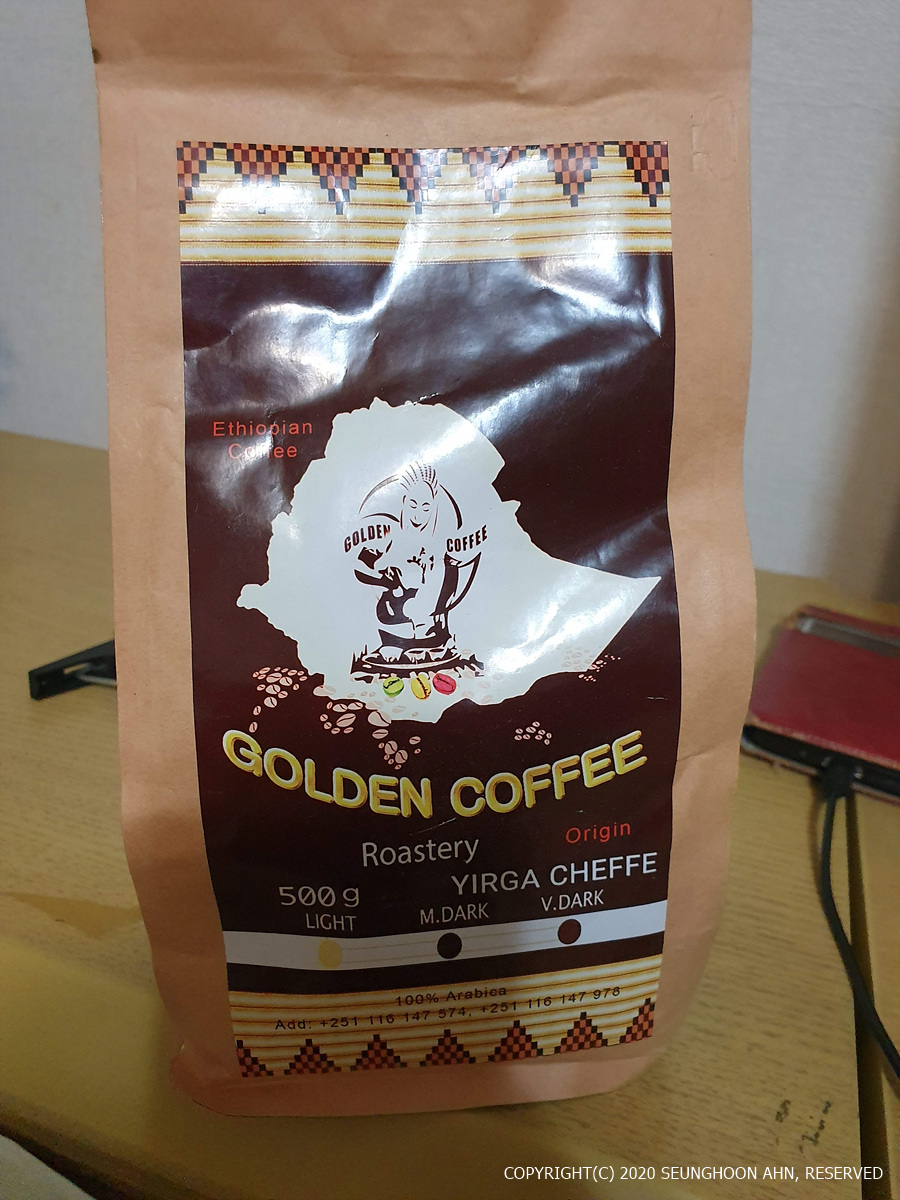 Ethiopian
Coffee
GOLDEN COFFEE
GOLDEN COFFEE
Roastery
Origin
YIRGA CHEFFE
500g
LIGHT M.DARK V.DARK
100% Arabica
Add: +251 116 147 574, +251 116 147 978
COPYRIGHT(C) 2020 SEUNGHOON AHN, RESERVED